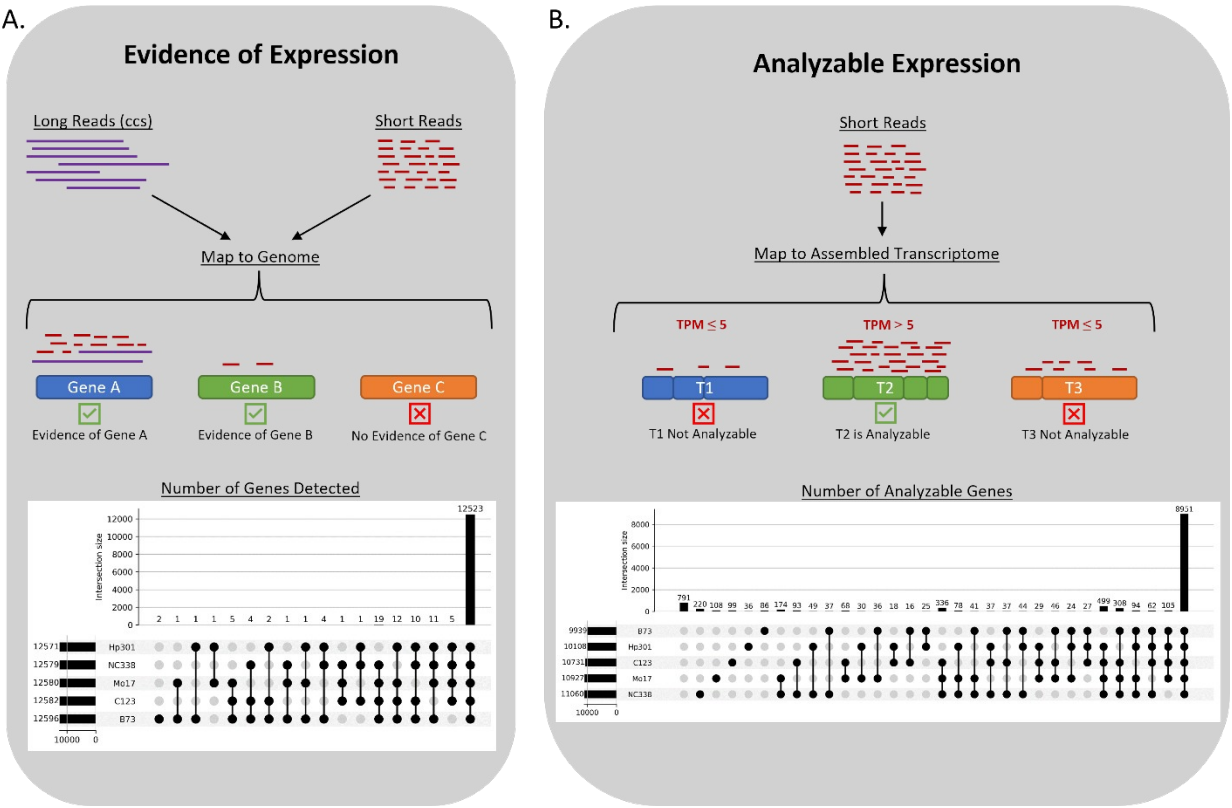 A.
Evidence of Expression
Long Reads (ccs)
Short Reads
Map to Genome
Gene A
Gene B
Gene C
Evidence of Gene A
Evidence of Gene B
No Evidence of Gene C
Number of Genes Detected
12523
12000
10000
8000
6000
4000
2000
0
Intersection size
2 1 1 1 5 4 2 1 1 4 1 1 19 12 10 11 5
12571 Hp301
12579 NC338
12580 Mo17
12582 C123
12596 B73
10000 0
B.
Analyzable Expression
Short Reads
Map to Assembled Transcriptome
TPM ≤ 5
TPM > 5
TPM ≤ 5
T1
T2
T3
T1 Not Analyzable
T2 is Analyzable
T3 Not Analyzable
Number of Analyzable Genes
8951
8000
6000
4000
2000
0
Intersection size
791 220 108 99 36 86 174 93 49 37 68 30 36 18 16 25 336 78 41 37 37 44 29 46 24 27 499 308 94 62 105
9939 B73
10108 Hp301
10731 C123
10927 Mo17
11060 NC338
10000 0